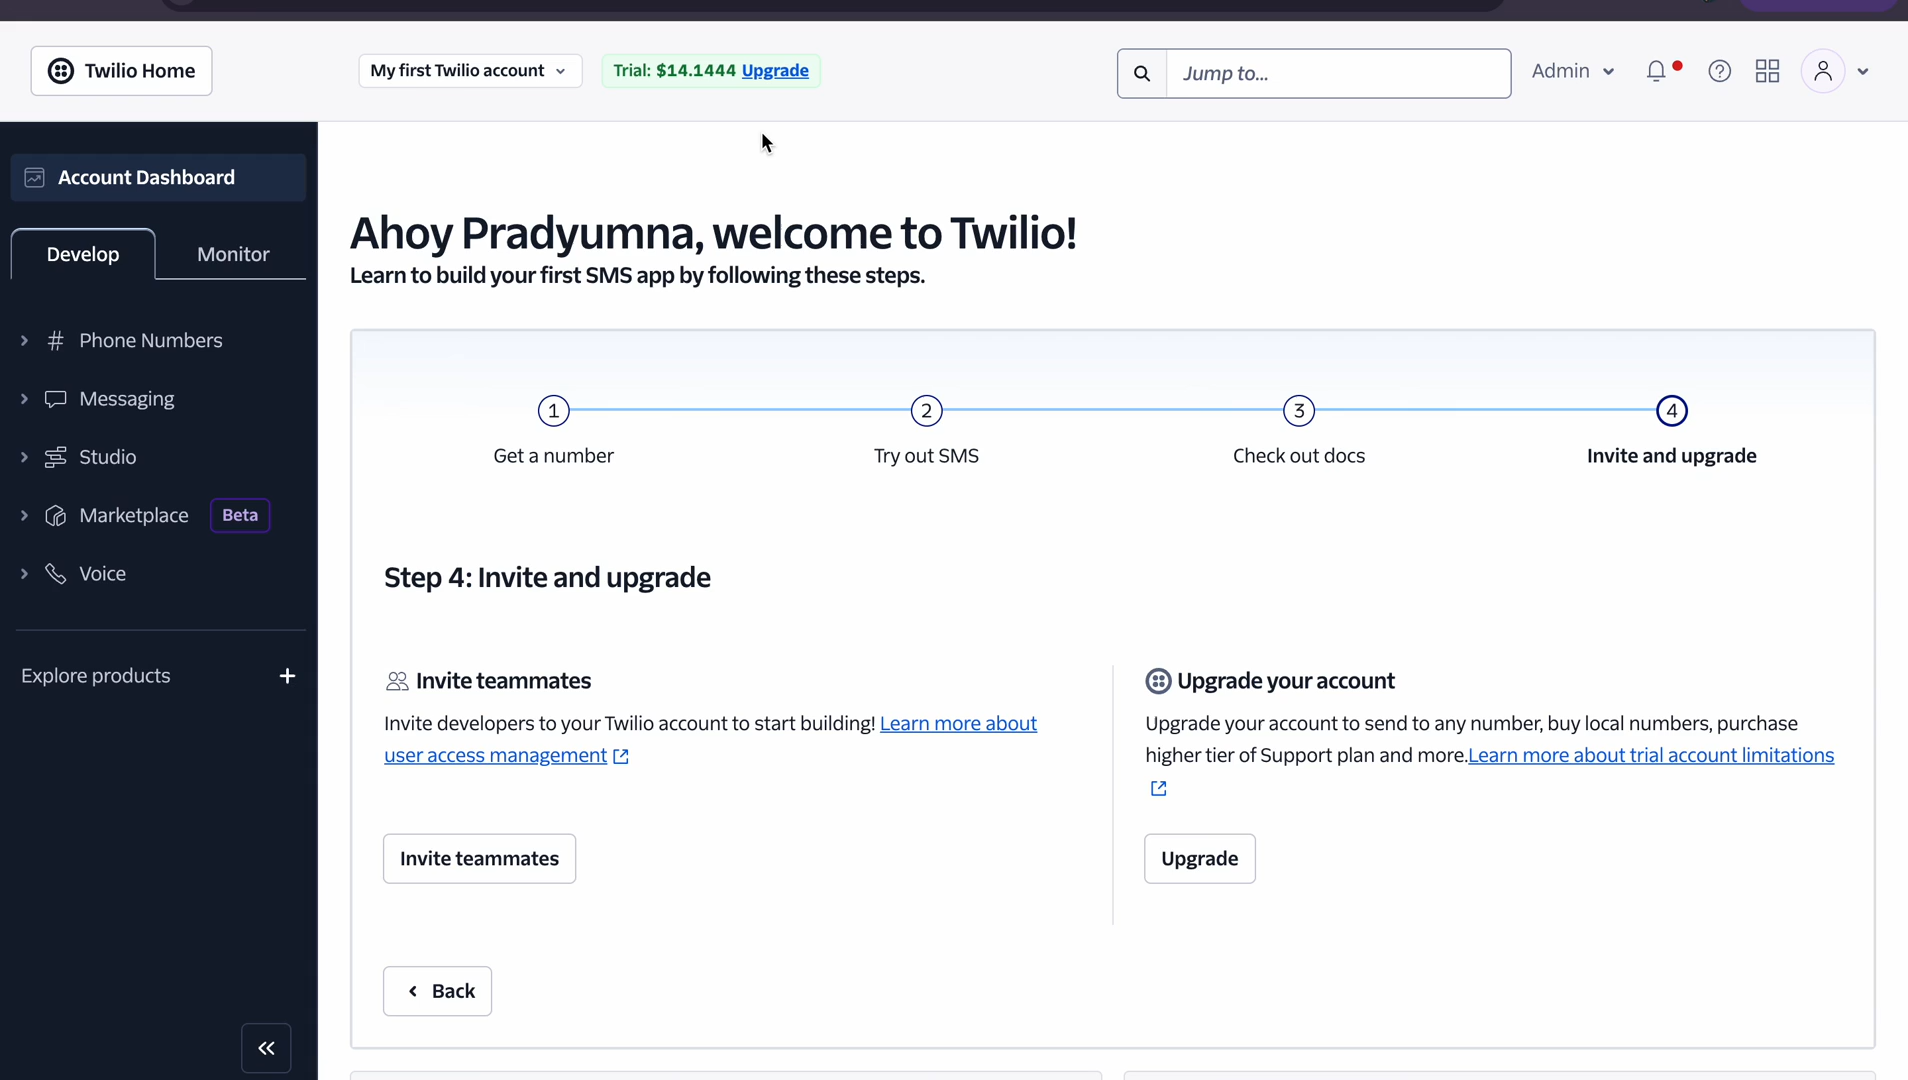 Twilio Home
My first Twilio account
Trial: $14.1444 Upgrade
Jump to...
Admin
Account Dashboard
Develop
Monitor
Phone Numbers
Messaging
Studio
Marketplace Beta
Voice
Explore products +
Ahoy Pradyumna, welcome to Twilio!
Learn to build your first SMS app by following these steps.
1
2
3
4
Get a number
Try out SMS
Check out docs
Invite and upgrade
Step 4: Invite and upgrade
Invite teammates
Invite developers to your Twilio account to start building! Learn more about
user access management
Invite teammates
Upgrade your account
Upgrade your account to send to any number, buy local numbers, purchase
higher tier of Support plan and more.Learn more about trial account limitations
Upgrade
Back